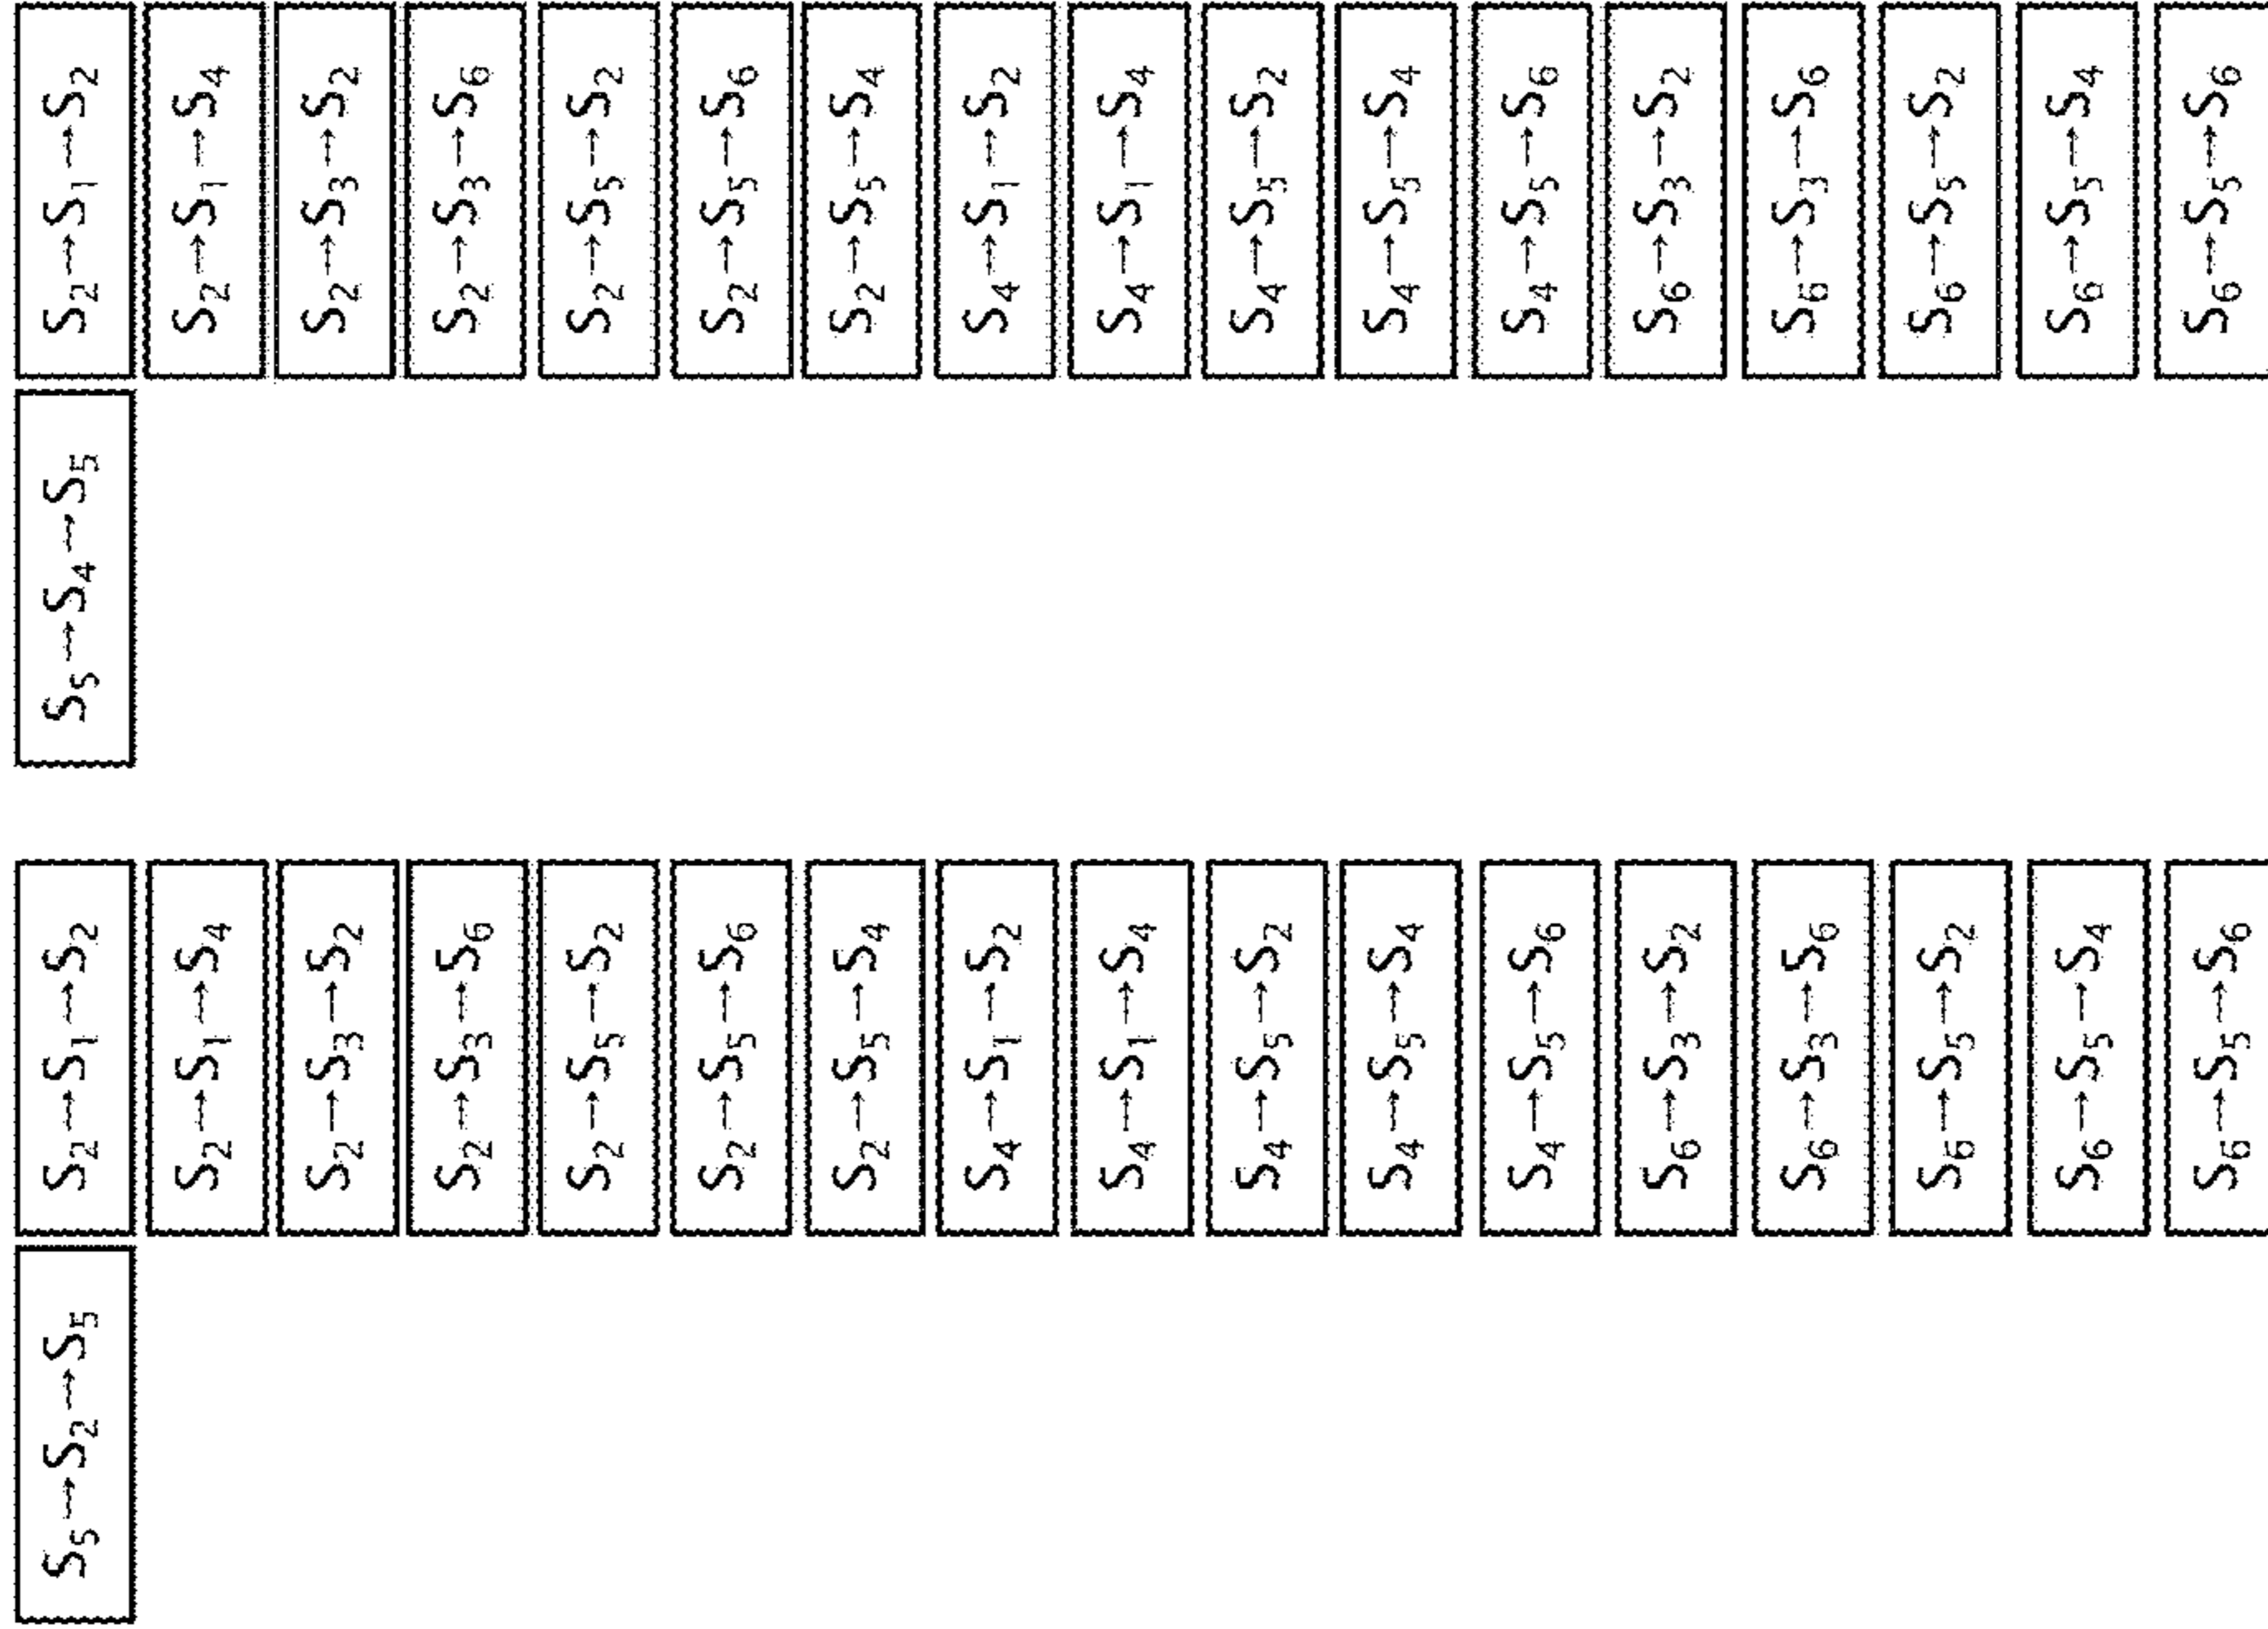 S₅→S₂→S₅
S₂→S₁→S₂
S₂→S₁→S₄
S₂→S₃→S₂
S₂→S₃→S₆
S₂→S₅→S₂
S₂→S₅→S₆
S₂→S₅→S₄
S₄→S₁→S₂
S₄→S₁→S₄
S₄→S₅→S₂
S₄→S₅→S₄
S₄→S₅→S₆
S₆→S₃→S₂
S₆→S₃→S₆
S₆→S₅→S₂
S₆→S₅→S₄
S₆→S₅→S₆
S₅→S₄→S₅
S₂→S₁→S₂
S₂→S₁→S₄
S₂→S₃→S₂
S₂→S₃→S₆
S₂→S₅→S₂
S₂→S₅→S₆
S₂→S₅→S₄
S₄→S₁→S₂
S₄→S₁→S₄
S₄→S₅→S₂
S₄→S₅→S₄
S₄→S₅→S₆
S₆→S₃→S₂
S₆→S₃→S₆
S₆→S₅→S₂
S₆→S₅→S₄
S₆→S₅→S₆